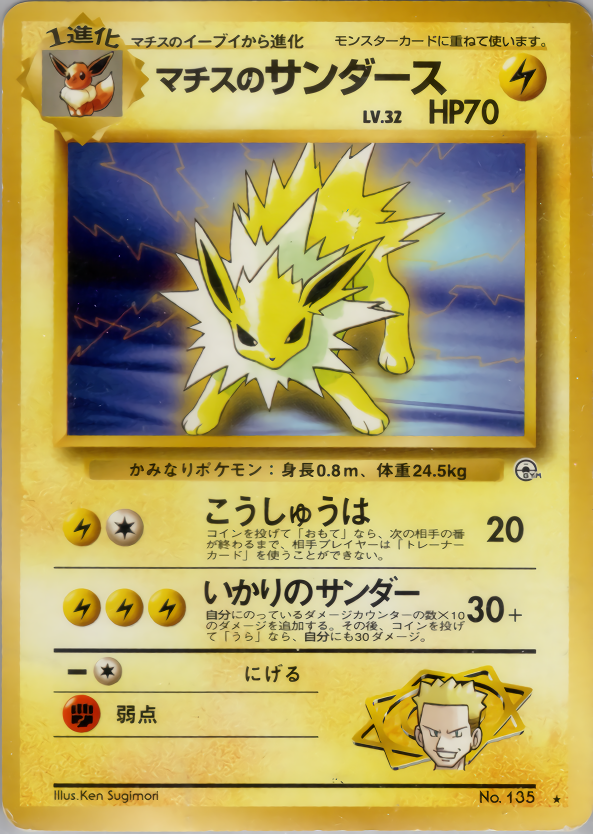 1進化
マチスのイーブイから進化
モンスターカードに重ねて使います。
マチスのサンダース
LV.32 HP70
かみなりポケモン：身長0.8m、体重24.5kg
GYM
こうしゅうは
コインを投げて「おもて」なら、次の相手の番
が終わるまで、相手プレイヤーは「トレーナー
カード」を使うことができない。
20
いかりのサンダー
自分にのっているダメージカウンターの数×10
のダメージを追加する。その後、コインを投げ
て「うら」なら、自分にも30ダメージ。
30+
ー
にげる
弱点
Illus.Ken Sugimori
No. 135 ★